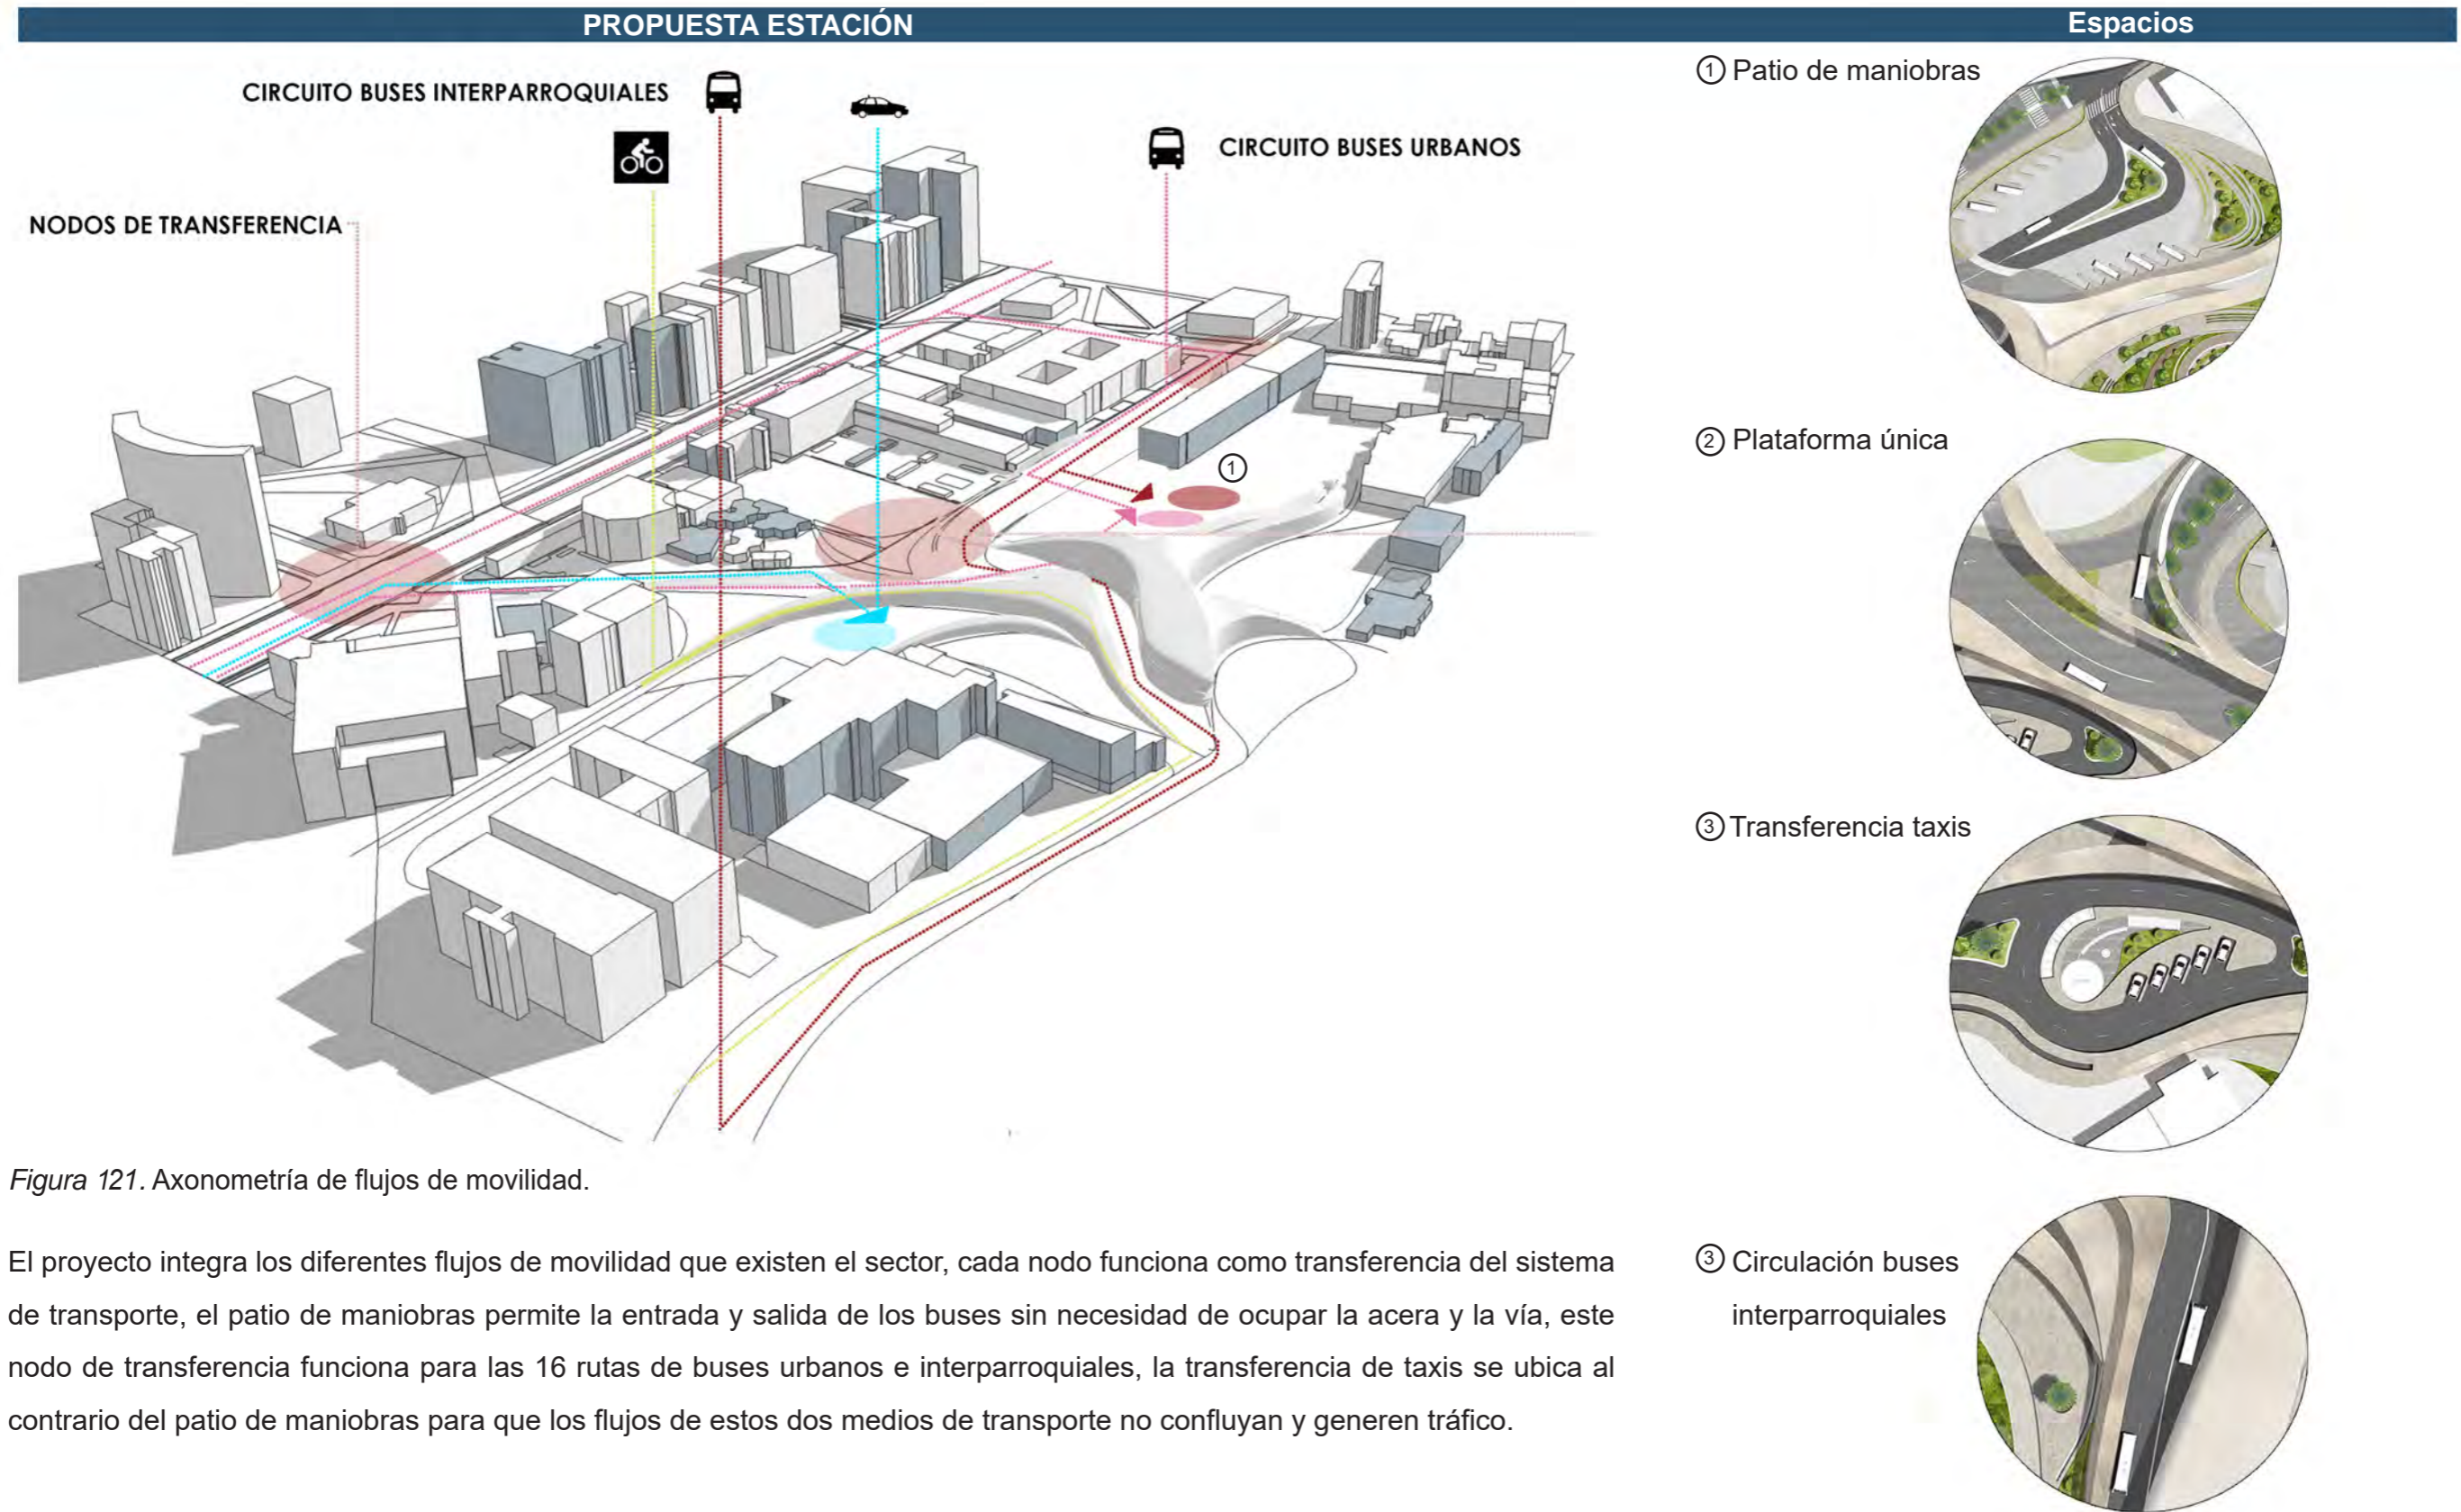 PROPUESTA ESTACIÓN
Espacios
CIRCUITO BUSES INTERPARROQUIALES
CIRCUITO BUSES URBANOS
NODOS DE TRANSFERENCIA
①
Figura 121. Axonometría de flujos de movilidad.
El proyecto integra los diferentes flujos de movilidad que existen el sector, cada nodo funciona como transferencia del sistema
de transporte, el patio de maniobras permite la entrada y salida de los buses sin necesidad de ocupar la acera y la vía, este
nodo de transferencia funciona para las 16 rutas de buses urbanos e interparroquiales, la transferencia de taxis se ubica al
contrario del patio de maniobras para que los flujos de estos dos medios de transporte no confluyan y generen tráfico.
① Patio de maniobras
② Plataforma única
③ Transferencia taxis
③ Circulación buses
interparroquiales